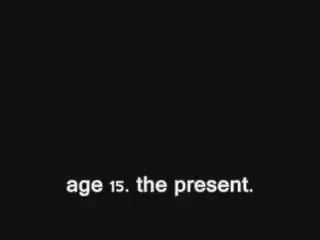 age 15. the present.